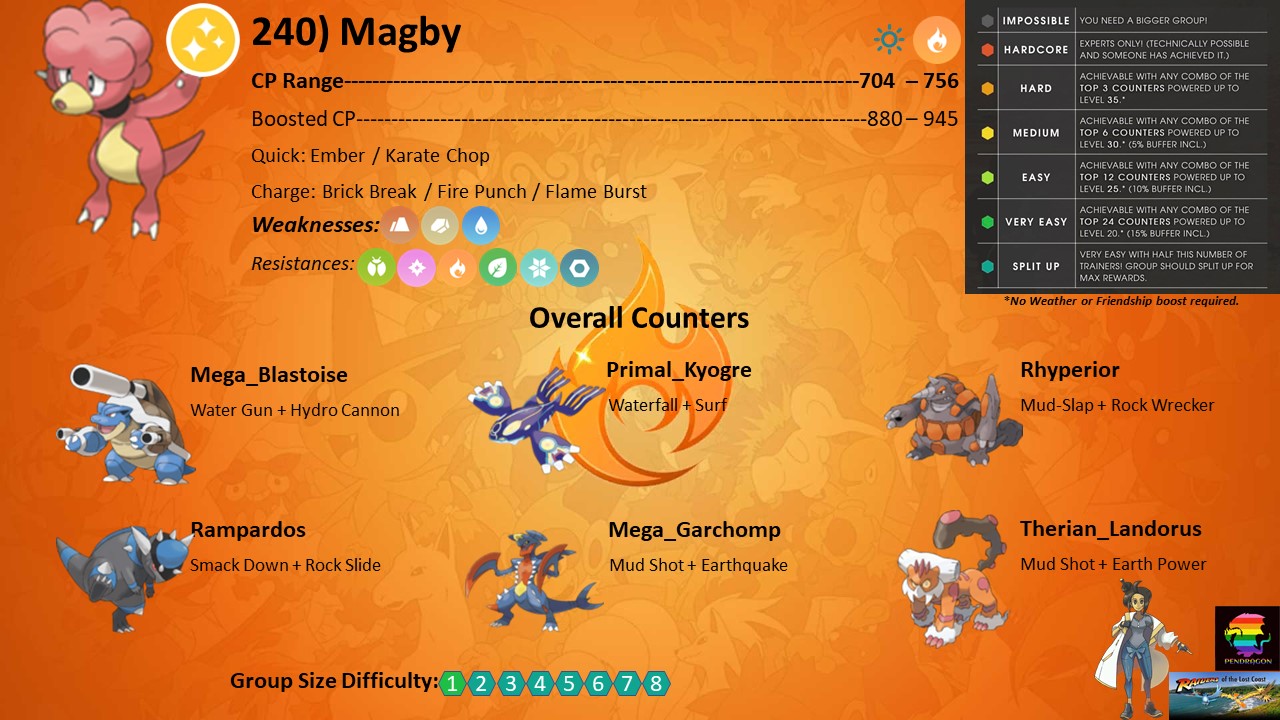 240) Magby
CP Range----------------------------------------------------------------------------704 – 756
Boosted CP-------------------------------------------------------------------------880 – 945
Quick: Ember / Karate Chop
Charge: Brick Break / Fire Punch / Flame Burst
Weaknesses:
Resistances:
IMPOSSIBLE YOU NEED A BIGGER GROUP!
HARDCORE EXPERTS ONLY! (TECHNICALLY POSSIBLE
AND SOMEONE HAS ACHIEVED IT.)
HARD ACHIEVABLE WITH ANY COMBO OF THE
TOP 3 COUNTERS POWERED UP TO
LEVEL 35.*
MEDIUM ACHIEVABLE WITH ANY COMBO OF THE
TOP 6 COUNTERS POWERED UP TO
LEVEL 30.* (5% BUFFER INCL.)
EASY ACHIEVABLE WITH ANY COMBO OF THE
TOP 12 COUNTERS POWERED UP TO
LEVEL 25.* (10% BUFFER INCL.)
VERY EASY ACHIEVABLE WITH ANY COMBO OF THE
TOP 24 COUNTERS POWERED UP TO
LEVEL 20.* (15% BUFFER INCL.)
SPLIT UP VERY EASY WITH HALF THIS NUMBER OF
TRAINERS! GROUP SHOULD SPLIT UP FOR
MAX REWARDS.
*No Weather or Friendship boost required.
Overall Counters
Mega_Blastoise
Water Gun + Hydro Cannon
Primal_Kyogre
Waterfall + Surf
Rhyperior
Mud-Slap + Rock Wrecker
Rampardos
Smack Down + Rock Slide
Mega_Garchomp
Mud Shot + Earthquake
Therian_Landorus
Mud Shot + Earth Power
Group Size Difficulty: 1 2 3 4 5 6 7 8
PENDRAGON
RAIDERS of the Lost Coast